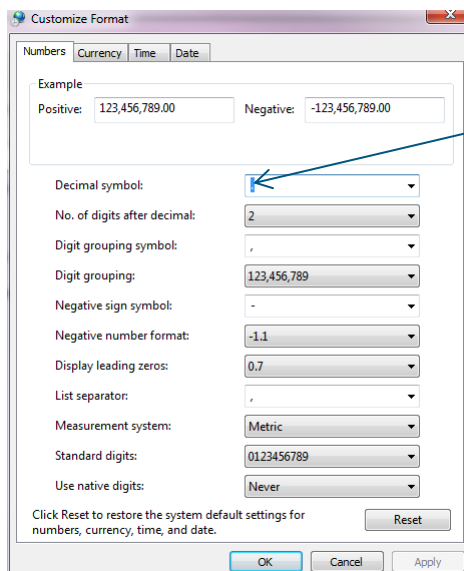 Customize Format
Numbers Currency Time Date
Example
Positive: 123,456,789.00 Negative: -123,456,789.00
Decimal symbol: .
No. of digits after decimal: 2
Digit grouping symbol: ,
Digit grouping: 123,456,789
Negative sign symbol: -
Negative number format: -1.1
Display leading zeros: 0.7
List separator: ,
Measurement system: Metric
Standard digits: 0123456789
Use native digits: Never
Click Reset to restore the system default settings for
numbers, currency, time, and date. Reset
OK Cancel Apply